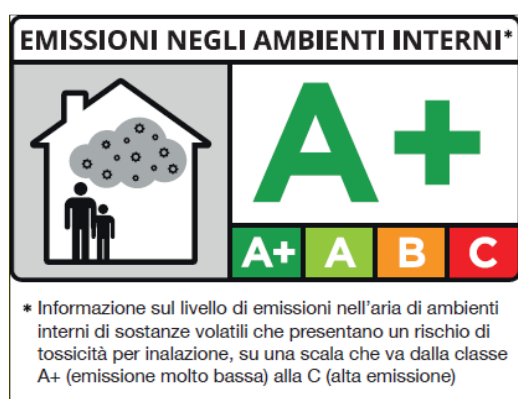 EMISSIONI NEGLI AMBIENTI INTERNI*
A+
A+ A B C
* Informazione sul livello di emissioni nell'aria di ambienti
interni di sostanze volatili che presentano un rischio di
tossicità per inalazione, su una scala che va dalla classe
A+ (emissione molto bassa) alla C (alta emissione)